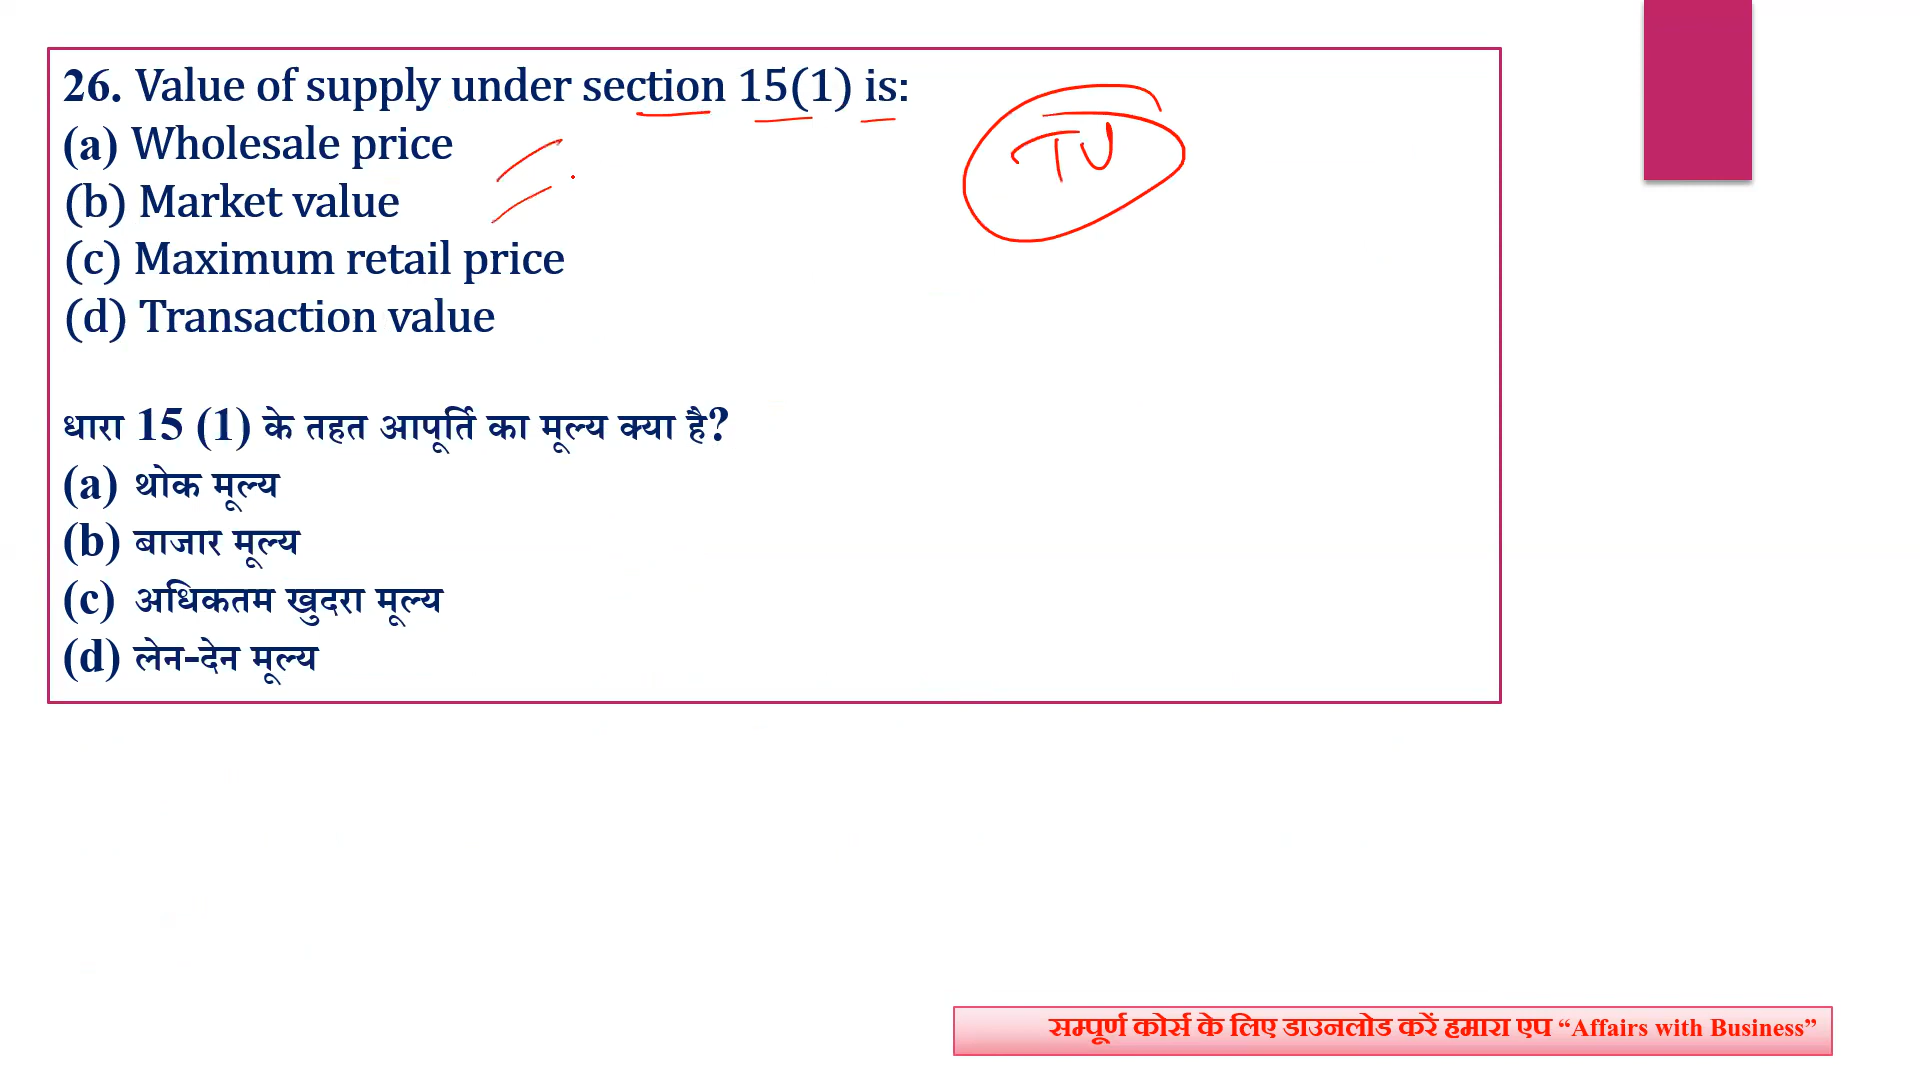 26. Value of supply under section 15(1) is:
(a) Wholesale price
(b) Market value
(c) Maximum retail price
(d) Transaction value
TV
धारा 15 (1) के तहत आपूर्ति का मूल्य क्या है?
(a) थोक मूल्य
(b) बाजार मूल्य
(c) अधिकतम खुदरा मूल्य
(d) लेन-देन मूल्य
सम्पूर्ण कोर्स के लिए डाउनलोड करें हमारा एप “Affairs with Business”